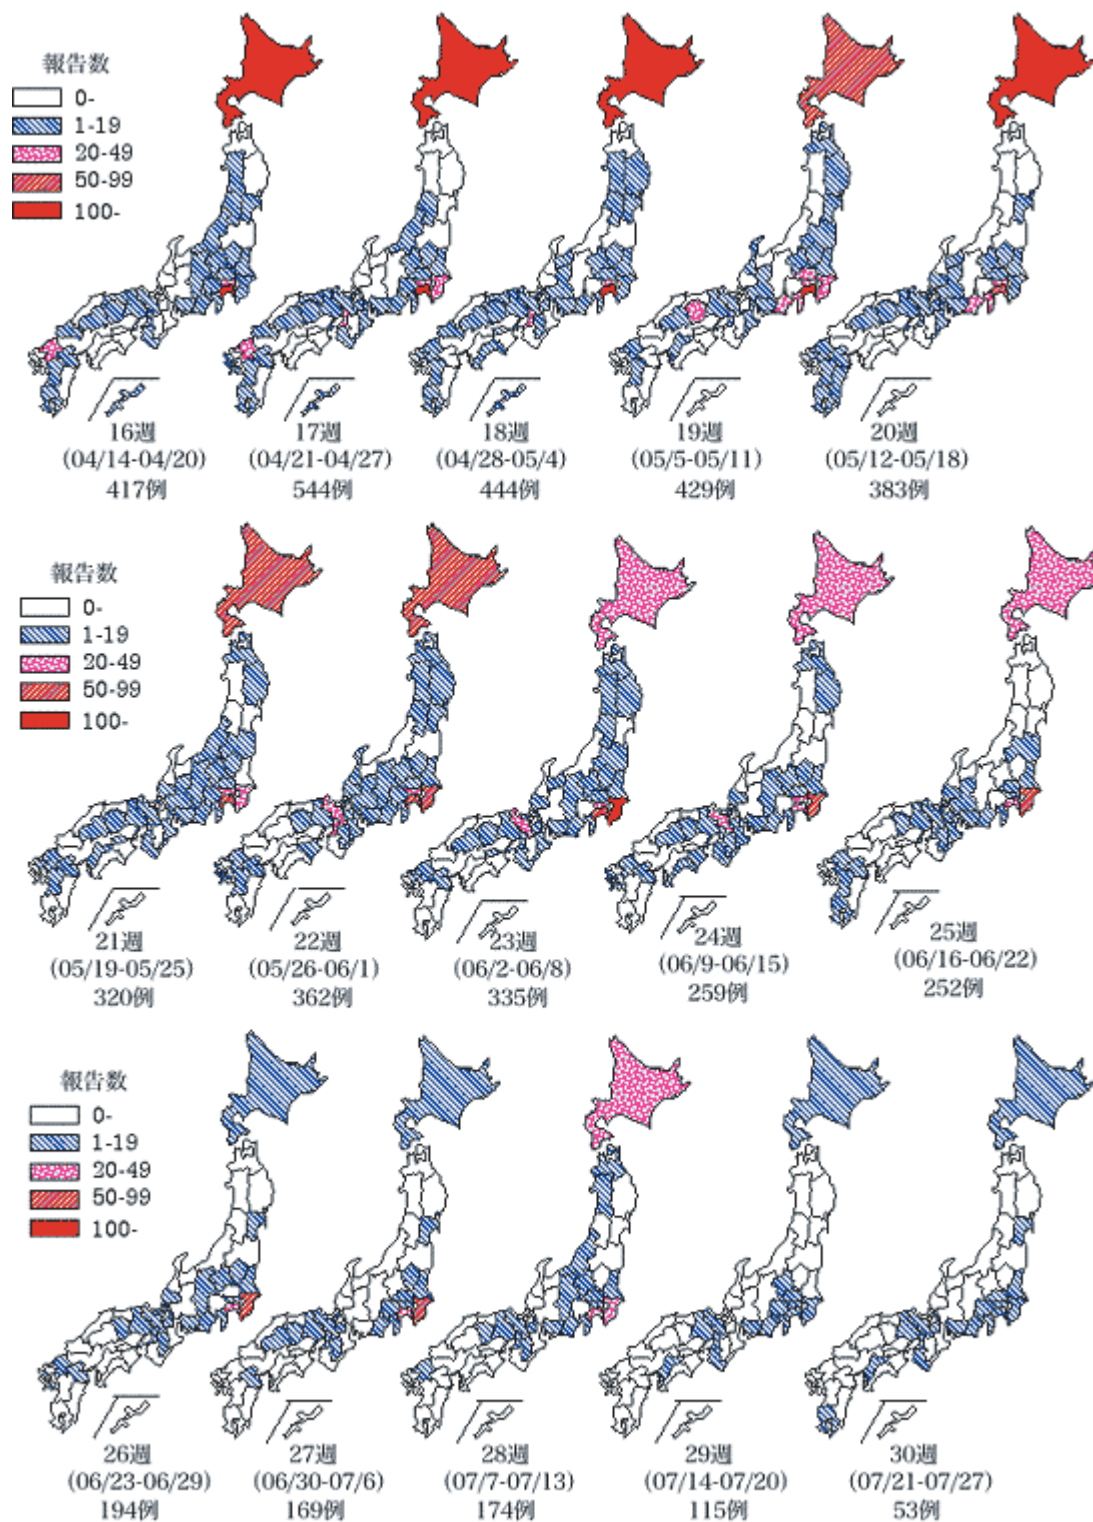 報告数
0-
1-19
20-49
50-99
100-
16週
(04/14-04/20)
417例
17週
(04/21-04/27)
544例
18週
(04/28-05/4)
444例
19週
(05/5-05/11)
429例
20週
(05/12-05/18)
383例
報告数
0-
1-19
20-49
50-99
100-
21週
(05/19-05/25)
320例
22週
(05/26-06/1)
362例
23週
(06/2-06/8)
335例
24週
(06/9-06/15)
259例
25週
(06/16-06/22)
252例
報告数
0-
1-19
20-49
50-99
100-
26週
(06/23-06/29)
194例
27週
(06/30-07/6)
169例
28週
(07/7-07/13)
174例
29週
(07/14-07/20)
115例
30週
(07/21-07/27)
53例